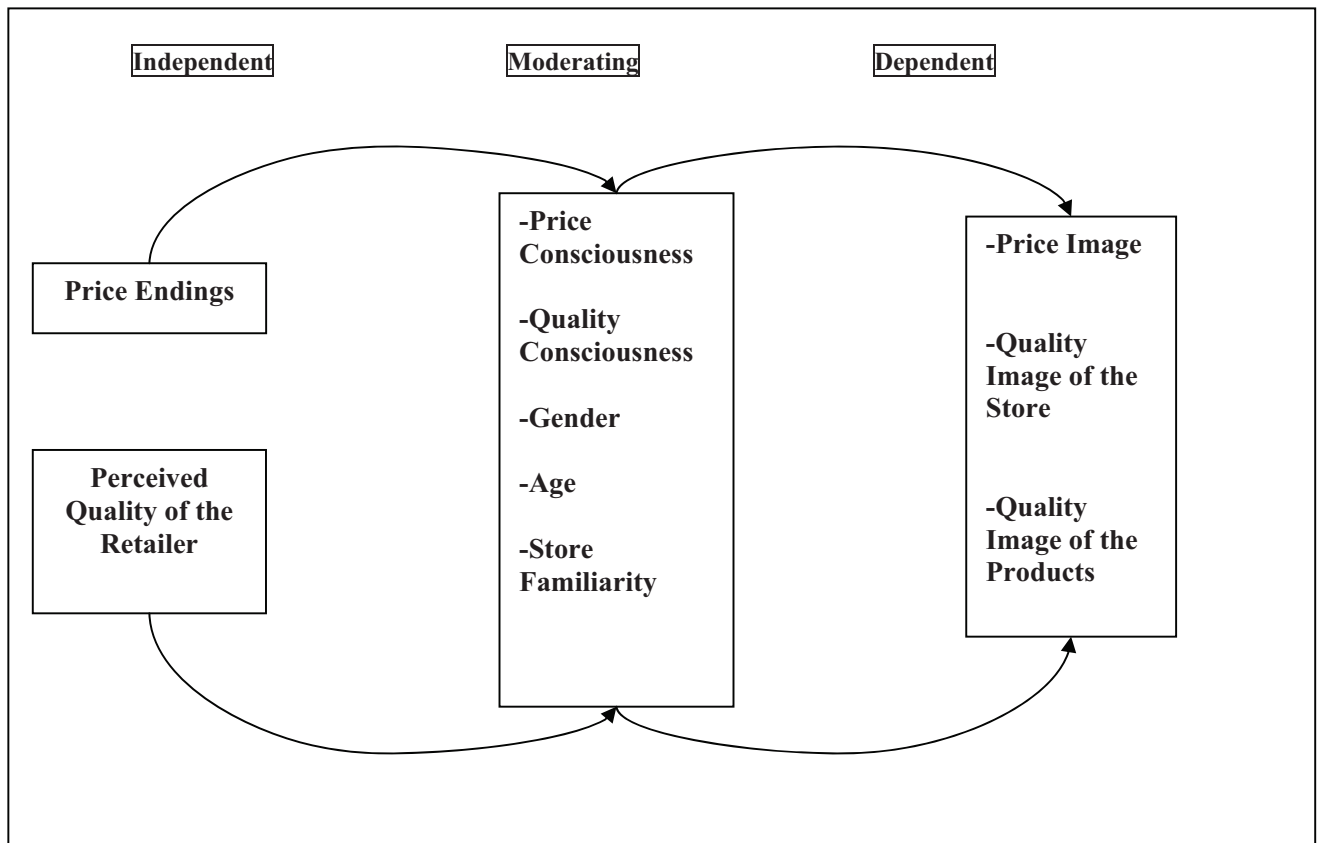 Independent
Moderating
Dependent
Price Endings
Perceived
Quality of the
Retailer
-Price
Consciousness
-Quality
Consciousness
-Gender
-Age
-Store
Familiarity
-Price Image
-Quality
Image of the
Store
-Quality
Image of the
Products